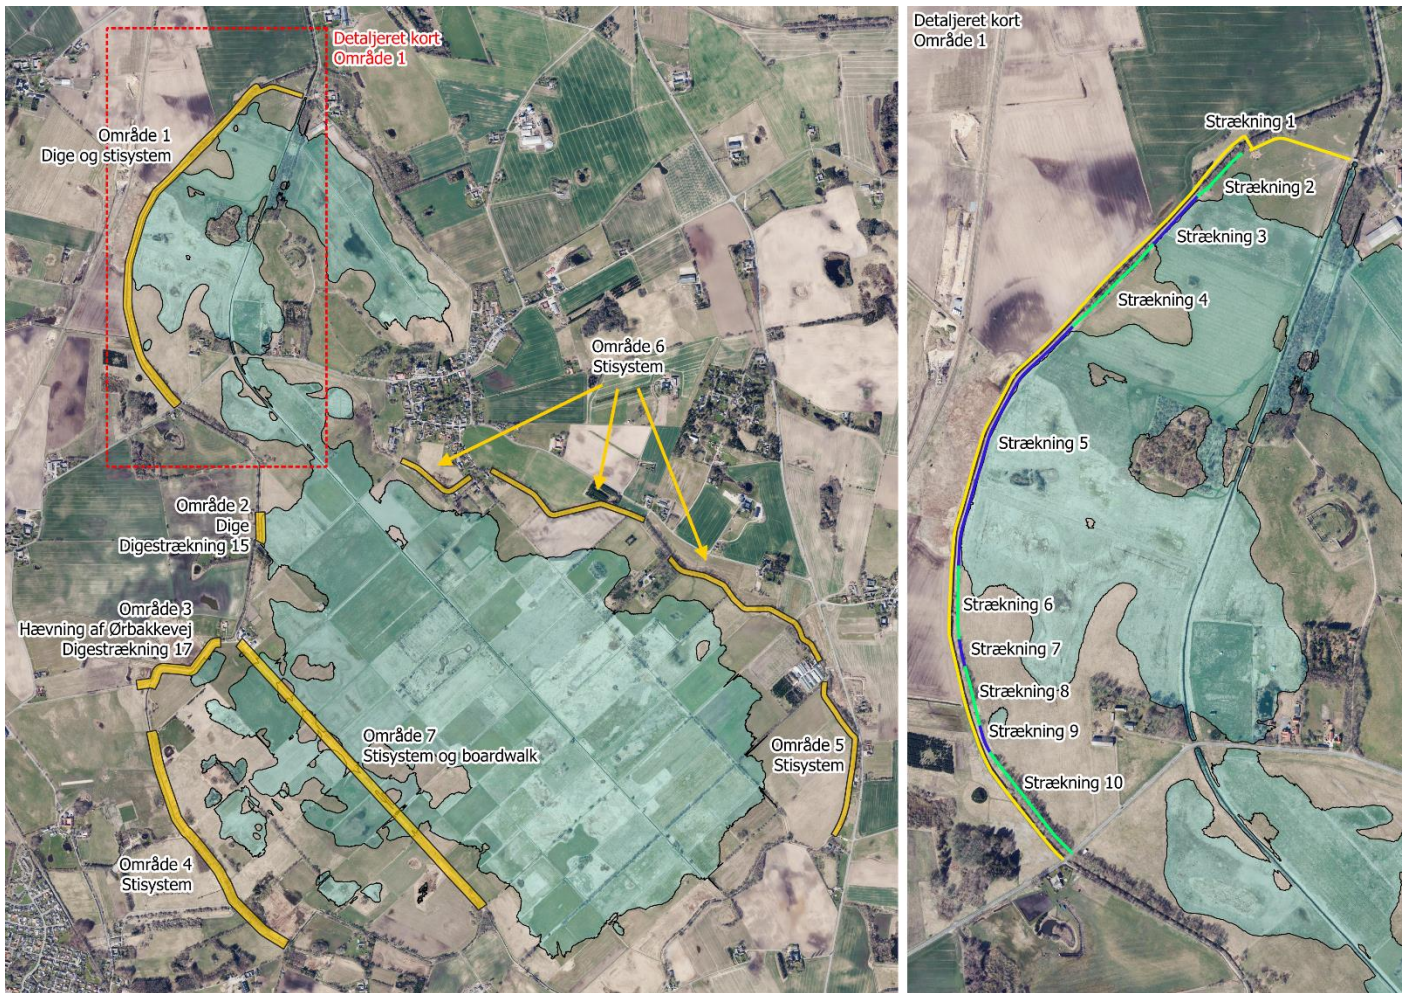 Detaljeret kort
Område 1
Område 1
Dige og stisystem
Område 6
Stisystem
Område 2
Dige
Digestrækning 15
Område 3
Hævning af Ørbakkevej
Digestrækning 17
Område 7
Stisystem og boardwalk
Område 5
Stisystem
Område 4
Stisystem
Detaljeret kort
Område 1
Strækning 1
Strækning 2
Strækning 3
Strækning 4
Strækning 5
Strækning 6
Strækning 7
Strækning 8
Strækning 9
Strækning 10